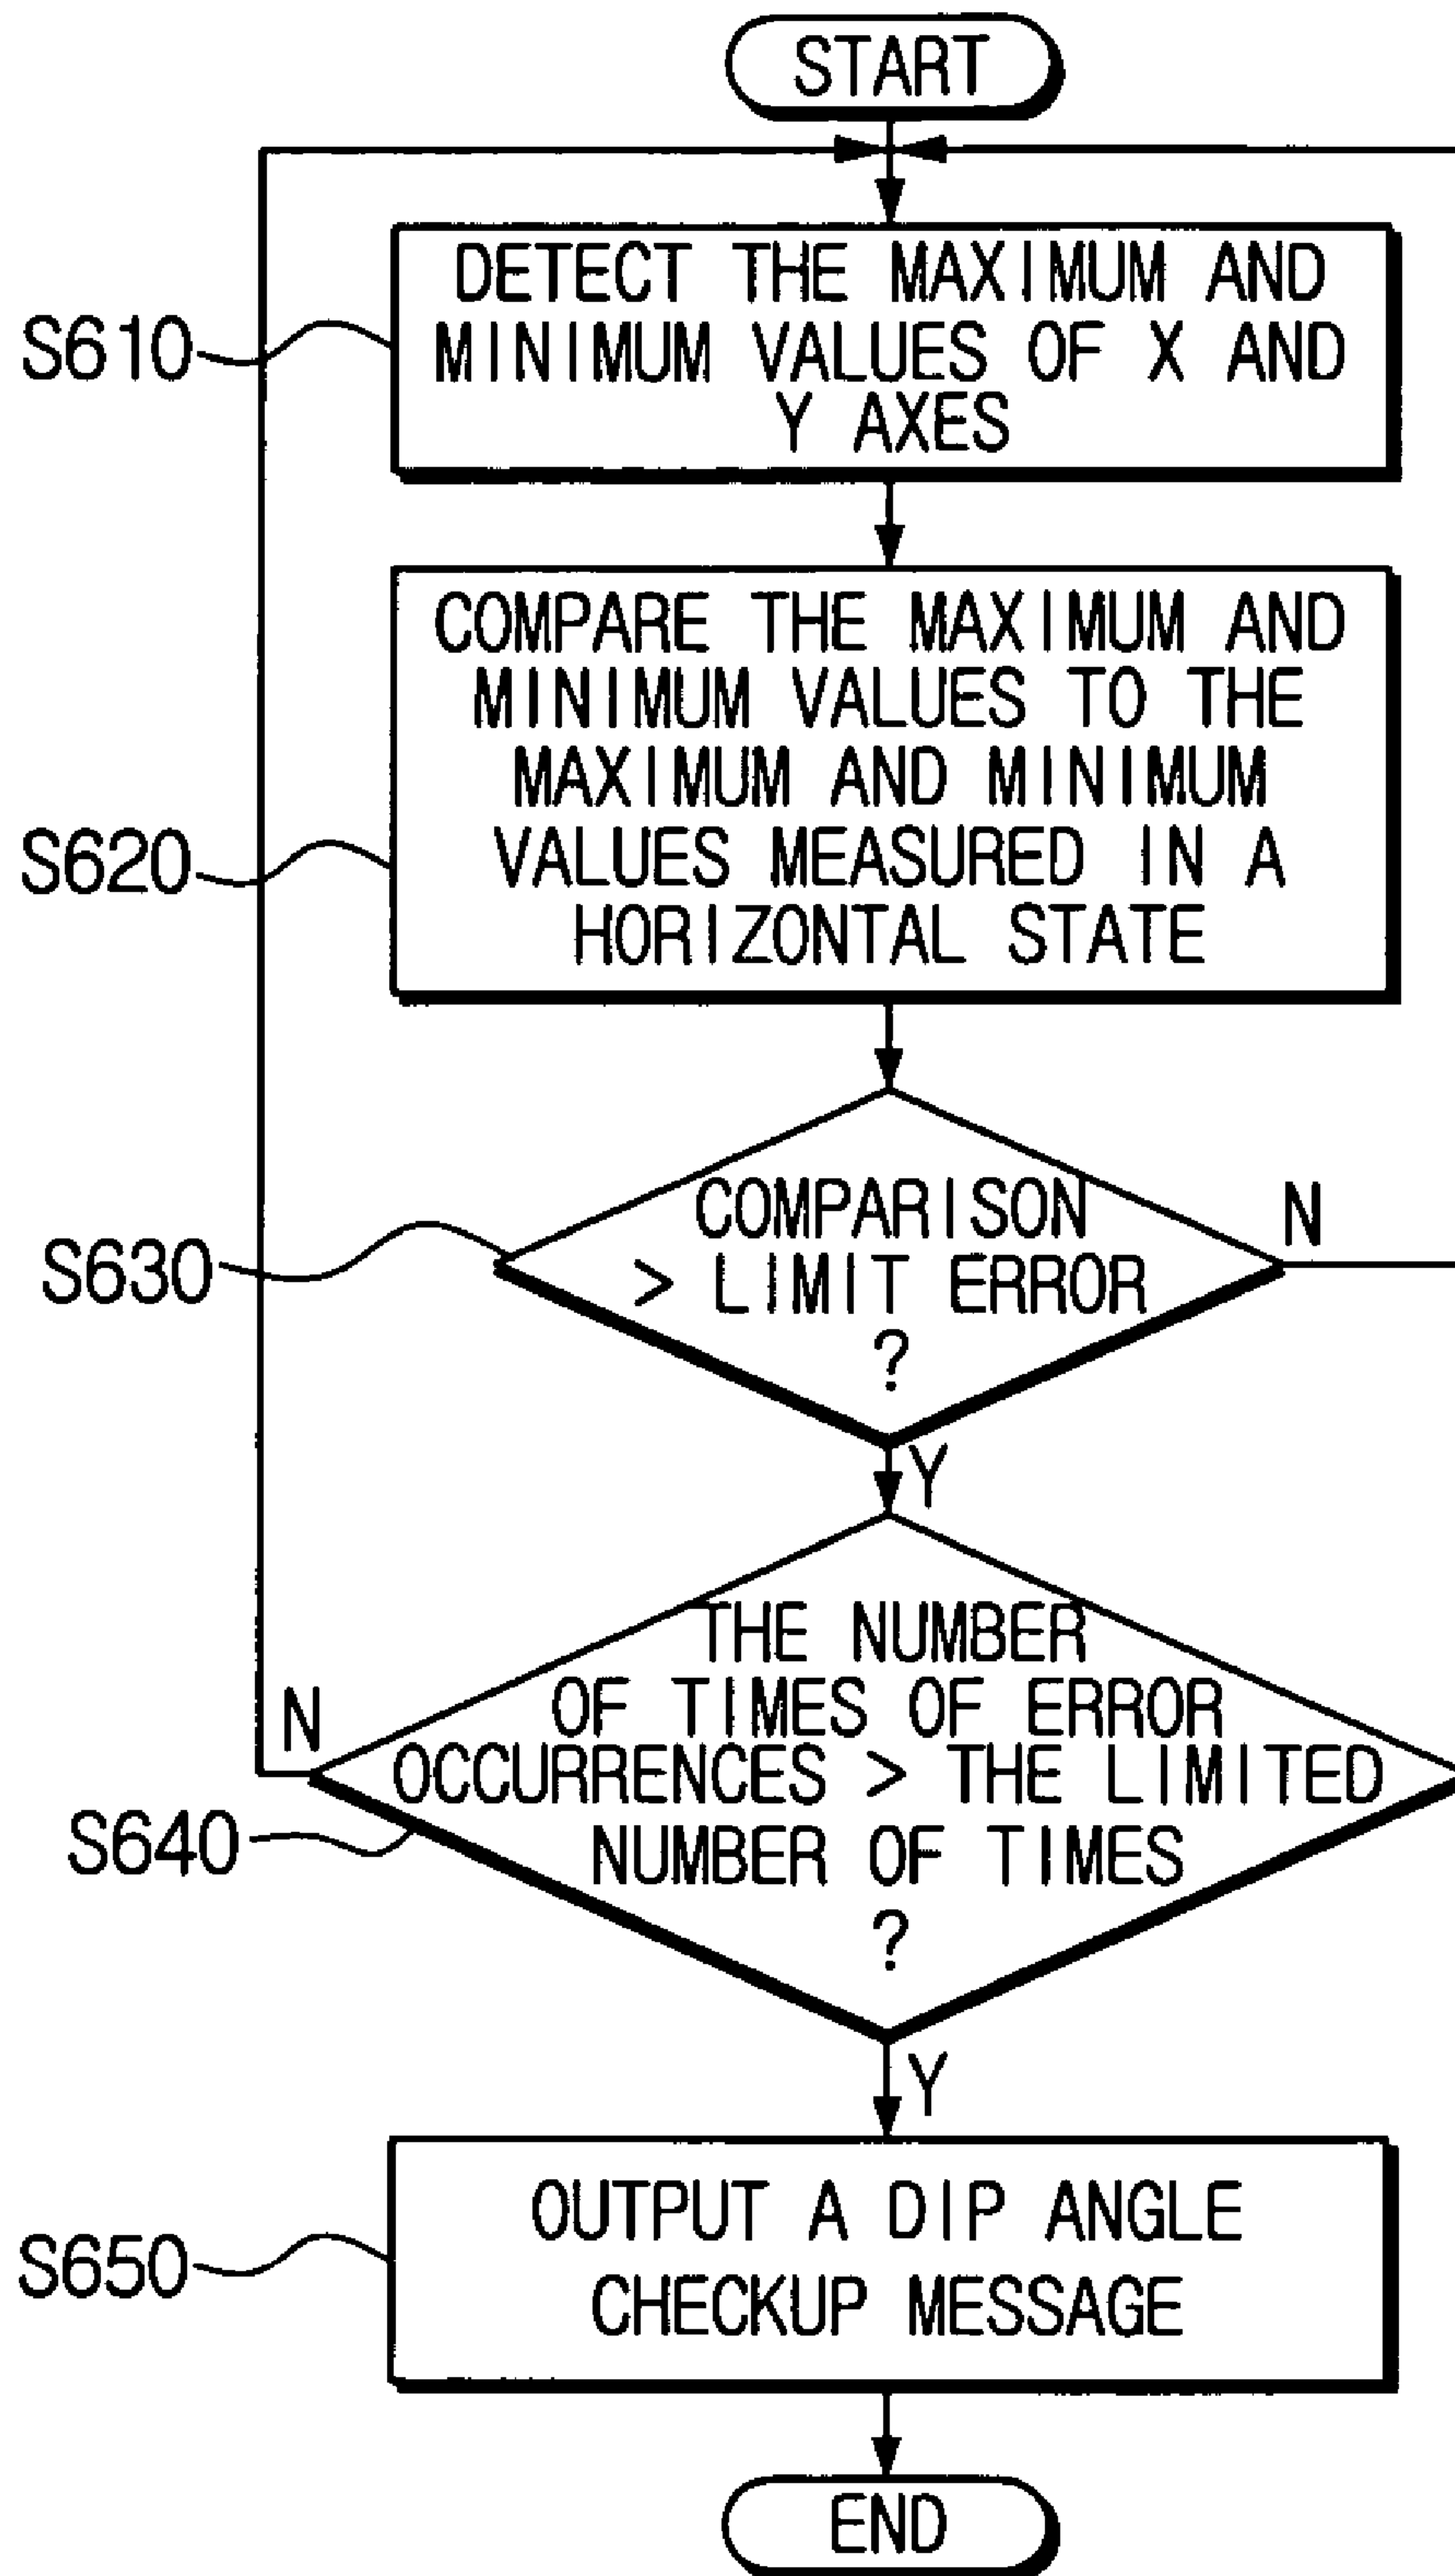 START
DETECT THE MAXIMUM AND
MINIMUM VALUES OF X AND
Y AXES
S610
COMPARE THE MAXIMUM AND
MINIMUM VALUES TO THE
MAXIMUM AND MINIMUM
VALUES MEASURED IN A
HORIZONTAL STATE
S620
COMPARISON
> LIMIT ERROR
?
S630
N
Y
THE NUMBER
OF TIMES OF ERROR
OCCURRENCES > THE LIMITED
NUMBER OF TIMES
?
N
S640
Y
OUTPUT A DIP ANGLE
CHECKUP MESSAGE
S650
END